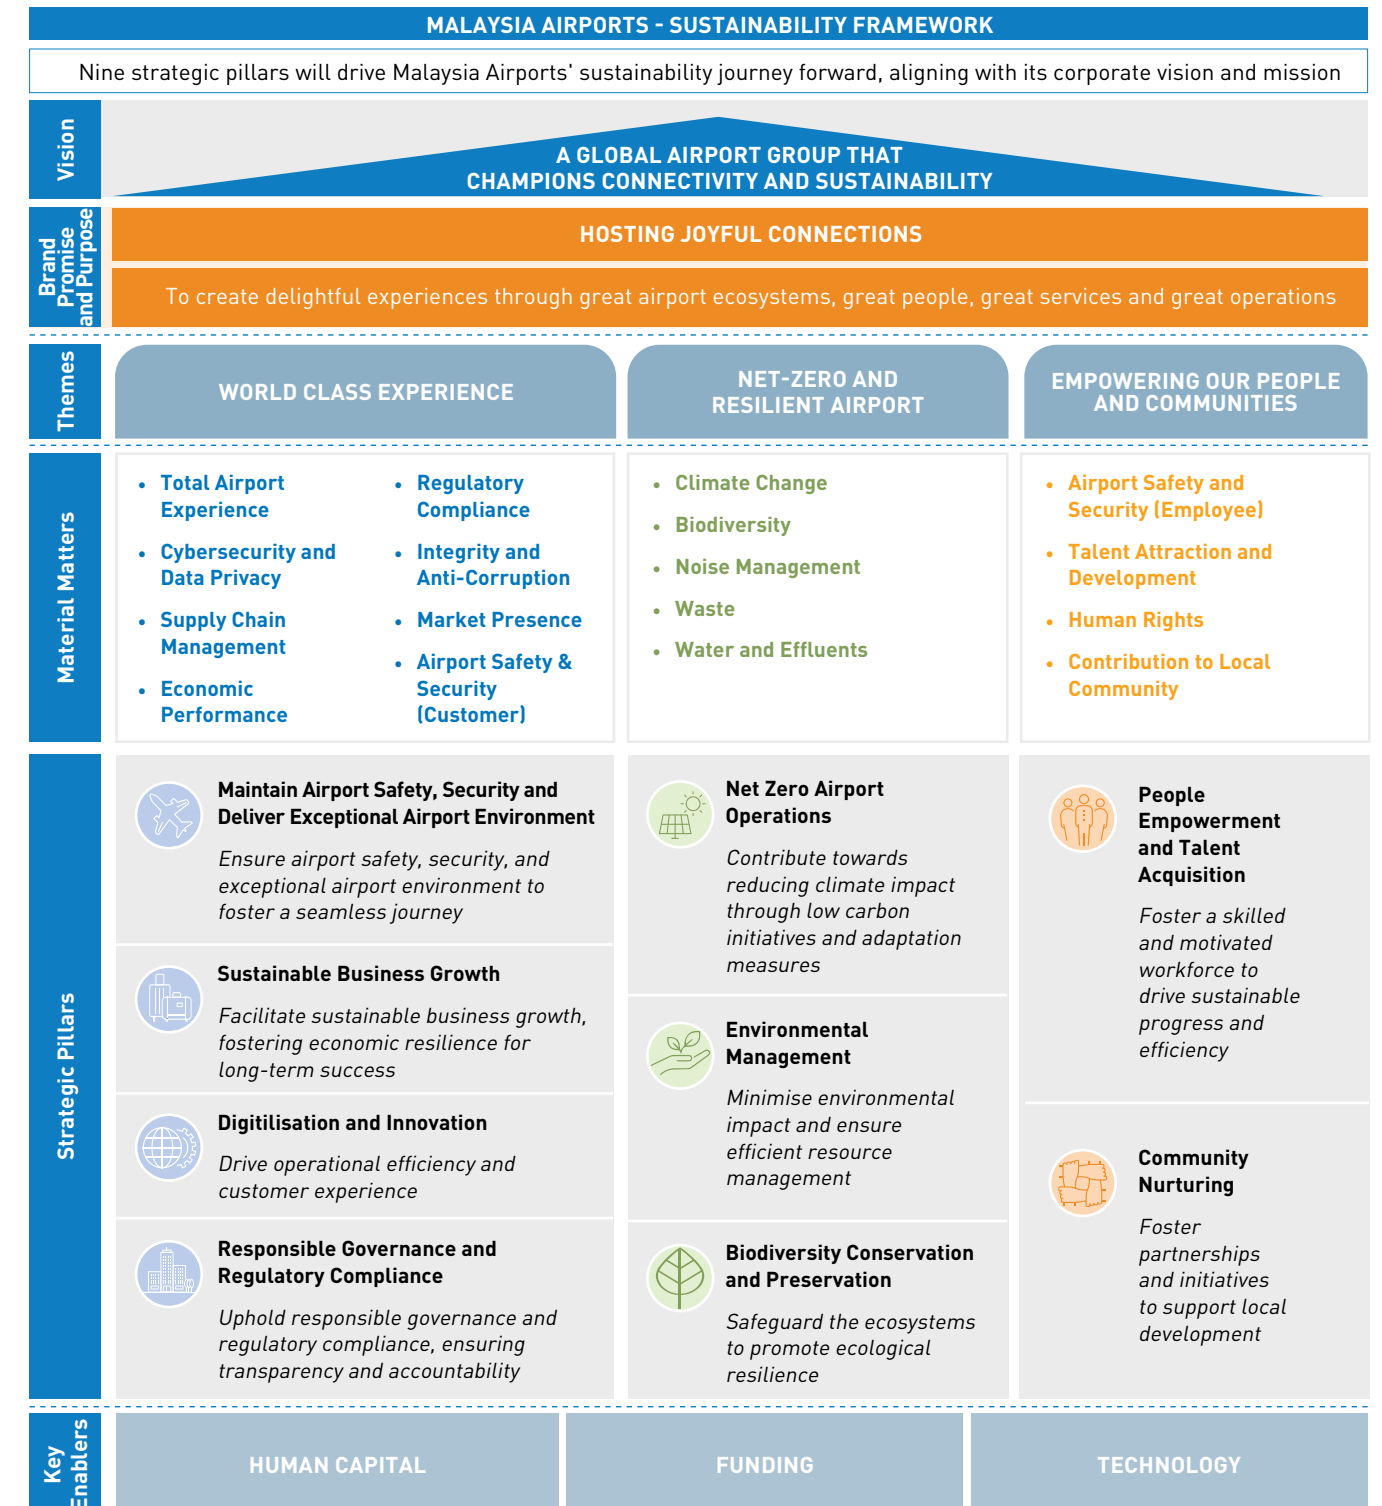 MALAYSIA AIRPORTS - SUSTAINABILITY FRAMEWORK
Nine strategic pillars will drive Malaysia Airports' sustainability journey forward, aligning with its corporate vision and mission
Vision
A GLOBAL AIRPORT GROUP THAT
CHAMPIONS CONNECTIVITY AND SUSTAINABILITY
Brand
Promise
and Purpose
HOSTING JOYFUL CONNECTIONS
To create delightful experiences through great airport ecosystems, great people, great services and great operations
Themes
WORLD CLASS EXPERIENCE
NET-ZERO AND
RESILIENT AIRPORT
EMPOWERING OUR PEOPLE
AND COMMUNITIES
Material Matters
• Total Airport
Experience
• Cybersecurity and
Data Privacy
• Supply Chain
Management
• Economic
Performance
• Regulatory
Compliance
• Integrity and
Anti-Corruption
• Market Presence
• Airport Safety &
Security
(Customer)
• Climate Change
• Biodiversity
• Noise Management
• Waste
• Water and Effluents
• Airport Safety and
Security (Employee)
• Talent Attraction and
Development
• Human Rights
• Contribution to Local
Community
Strategic Pillars
Maintain Airport Safety, Security and
Deliver Exceptional Airport Environment
Ensure airport safety, security, and
exceptional airport environment to
foster a seamless journey
Sustainable Business Growth
Facilitate sustainable business growth,
fostering economic resilience for
long-term success
Digitilisation and Innovation
Drive operational efficiency and
customer experience
Responsible Governance and
Regulatory Compliance
Uphold responsible governance and
regulatory compliance, ensuring
transparency and accountability
Net Zero Airport
Operations
Contribute towards
reducing climate impact
through low carbon
initiatives and adaptation
measures
Environmental
Management
Minimise environmental
impact and ensure
efficient resource
management
Biodiversity Conservation
and Preservation
Safeguard the ecosystems
to promote ecological
resilience
People
Empowerment
and Talent
Acquisition
Foster a skilled
and motivated
workforce to
drive sustainable
progress and
efficiency
Community
Nurturing
Foster
partnerships
and initiatives
to support local
development
Key
Enablers
HUMAN CAPITAL
FUNDING
TECHNOLOGY